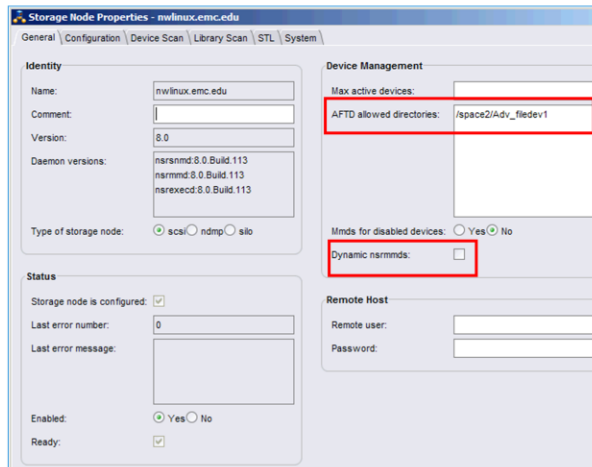 Storage Node Properties - nwlinux.emc.edu
General Configuration Device Scan Library Scan STL System
Identity
Name: nwlinux.emc.edu
Comment:
Version: 8.0
Daemon versions: nsrsnmd:8.0.Build.113
nsrmmd:8.0.Build.113
nsrexecd:8.0.Build.113
Type of storage node: scsi ndmp silo
Status
Storage node is configured:
Last error number: 0
Last error message:
Enabled: Yes No
Ready:
Device Management
Max active devices:
AFTD allowed directories: /space2/Adv_filedev1
Mmds for disabled devices: Yes No
Dynamic nsrmmds:
Remote Host
Remote user:
Password: